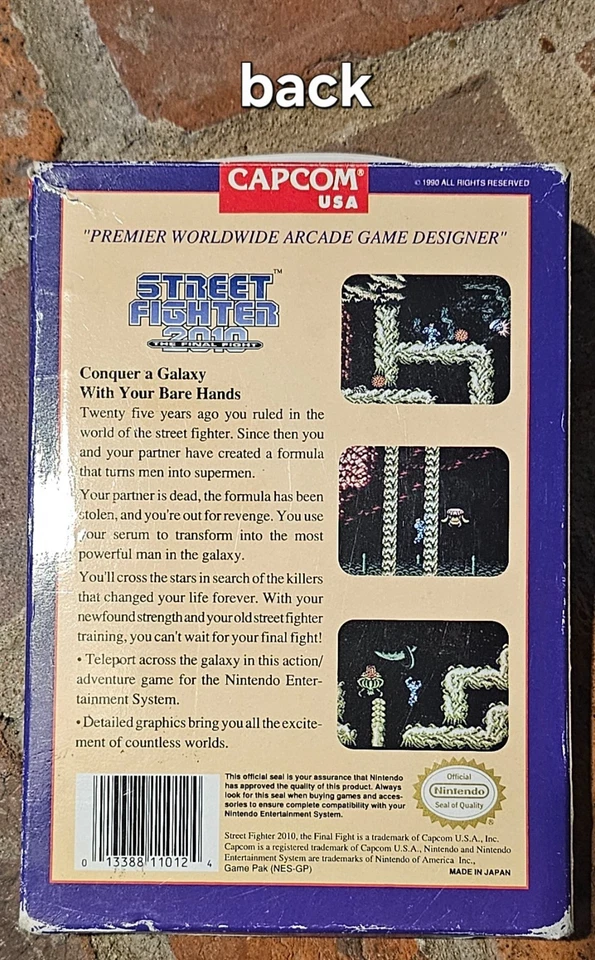 back
CAPCOM®
USA
© 1990 ALL RIGHTS RESERVED
"PREMIER WORLDWIDE ARCADE GAME DESIGNER"
STREET™
FIGHTER
2010
THE FINAL FIGHT
Conquer a Galaxy
With Your Bare Hands
Twenty five years ago you ruled in the
world of the street fighter. Since then you
and your partner have created a formula
that turns men into supermen.
Your partner is dead, the formula has been
stolen, and you're out for revenge. You use
your serum to transform into the most
powerful man in the galaxy.
You'll cross the stars in search of the killers
that changed your life forever. With your
newfound strength and your old street fighter
training, you can't wait for your final fight!
• Teleport across the galaxy in this action/
adventure game for the Nintendo Enter-
tainment System.
• Detailed graphics bring you all the excite-
ment of countless worlds.
0 13388 11012 4
This official seal is your assurance that Nintendo
has approved the quality of this product. Always
look for this seal when buying games and acces-
sories to ensure complete compatibility with your
Nintendo Entertainment System.
Official
Nintendo
Seal of Quality
Street Fighter 2010, the Final Fight is a trademark of Capcom U.S.A., Inc.
Capcom is a registered trademark of Capcom U.S.A., Nintendo and Nintendo
Entertainment System are trademarks of Nintendo of America Inc.,
Game Pak (NES-GP)
MADE IN JAPAN